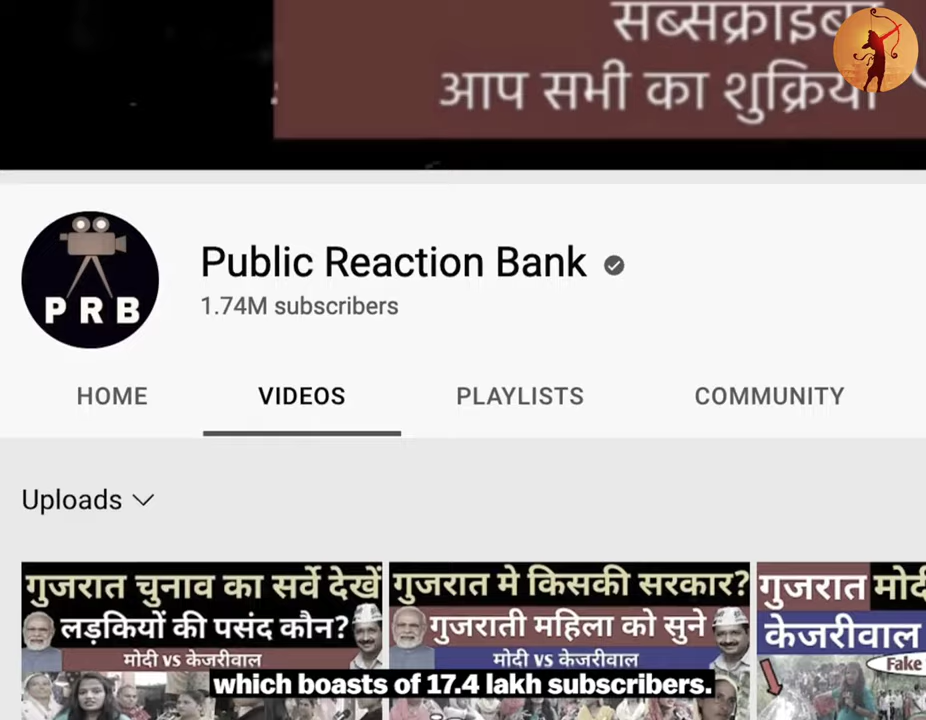 सब्सक्राइबर
आप सभी का शुक्रिया
PRB
Public Reaction Bank
1.74M subscribers
HOME VIDEOS PLAYLISTS COMMUNITY
Uploads
गुजरात चुनाव का सर्वे देखें
लड़कियों की पसंद कौन?
मोदी vs केजरीवाल
गुजरात मे किसकी सरकार?
गुजराती महिला को सुने
मोदी vs केजरीवाल
गुजरात मोदी
केजरीवाल
Fake
which boasts of 17.4 lakh subscribers.